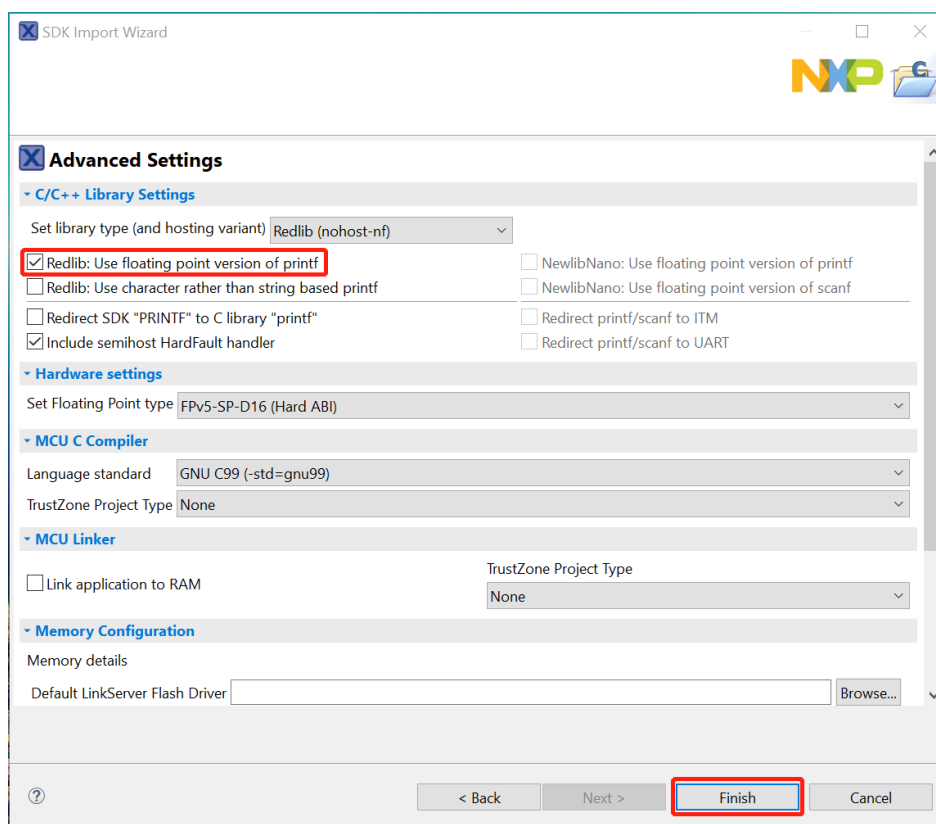 SDK Import Wizard
NXP
Advanced Settings
C/C++ Library Settings
Set library type (and hosting variant) Redlib (nohost-nf)
Redlib: Use floating point version of printf NewlibNano: Use floating point version of printf
Redlib: Use character rather than string based printf NewlibNano: Use floating point version of scanf
Redirect SDK "PRINTF" to C library "printf" Redirect printf/scanf to ITM
Include semihost HardFault handler Redirect printf/scanf to UART
Hardware settings
Set Floating Point type FPv5-SP-D16 (Hard ABI)
MCU C Compiler
Language standard GNU C99 (-std=gnu99)
TrustZone Project Type None
MCU Linker
Link application to RAM
TrustZone Project Type
None
Memory Configuration
Memory details
Default LinkServer Flash Driver Browse...
? < Back Next > Finish Cancel